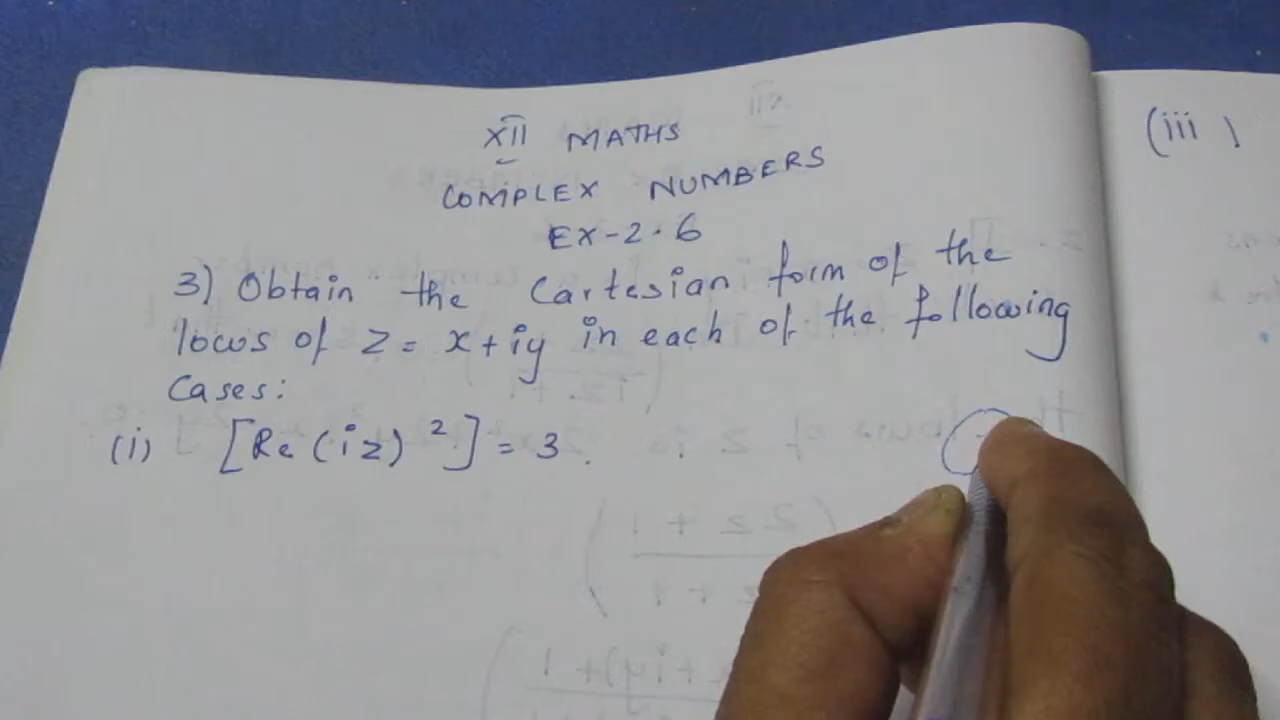 XII MATHS
COMPLEX NUMBERS
EX-2.6
3) Obtain the Cartesian form of the
locus of z = x+iy in each of the following
Cases:
(i) [Re (iz)²] = 3.
(iii)